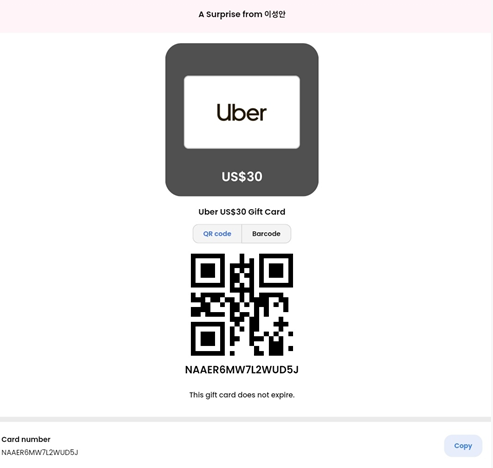 A Surprise from 이성안
Uber
US$30
Uber US$30 Gift Card
QR code Barcode
NAAER6MW7L2WUD5J
This gift card does not expire.
Card number
NAAER6MW7L2WUD5J
Copy